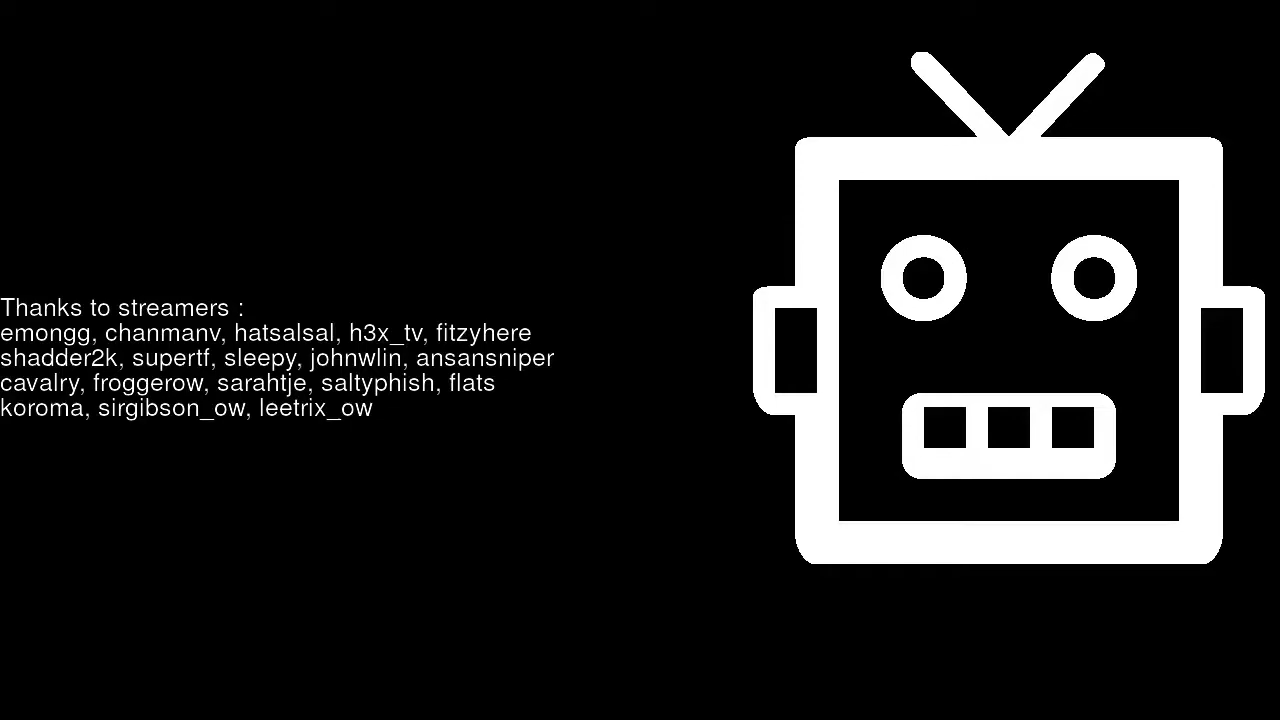 Thanks to streamers :
emongg, chanmanv, hatsalsal, h3x_tv, fitzyhere
shadder2k, supertf, sleepy, johnwlin, ansansniper
cavalry, froggerow, sarahtje, saltyphish, flats
koroma, sirgibson_ow, leetrix_ow